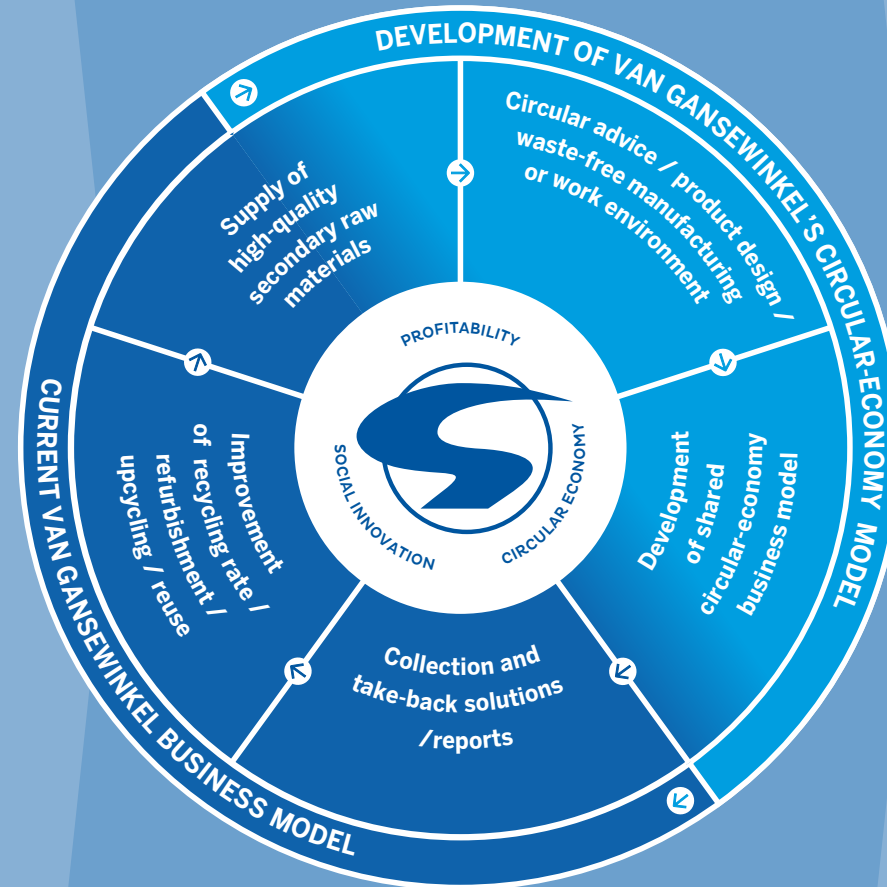 DEVELOPMENT OF VAN GANSEWINKEL'S CIRCULAR-ECONOMY MODEL
Circular advice / product design /
waste-free manufacturing
or work environment
Development
of shared
circular-economy
business model
Collection and
take-back solutions
/reports
Improvement
of recycling rate /
refurbishment /
upcycling / reuse
Supply of
high-quality
secondary raw
materials
CURRENT VAN GANSEWINKEL BUSINESS MODEL
PROFITABILITY
CIRCULAR ECONOMY
SOCIAL INNOVATION